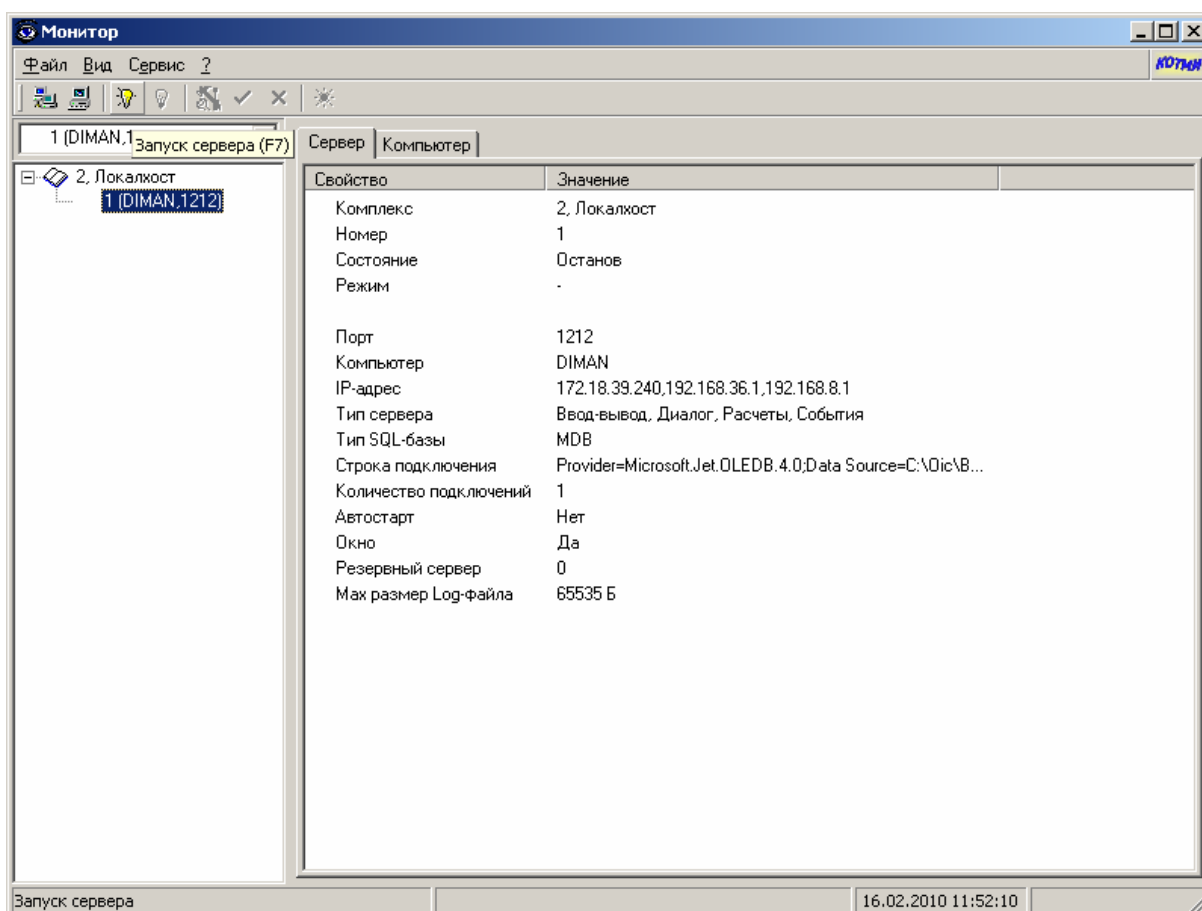 Монитор
Файл Вид Сервис ?
КОТМИ
1 (DIMAN,1
Запуск сервера (F7)
Сервер Компьютер
2, Локалхост
1 (DIMAN,1212)
Свойство Значение
Комплекс 2, Локалхост
Номер 1
Состояние Останов
Режим -
Порт 1212
Компьютер DIMAN
IP-адрес 172.18.39.240,192.168.36.1,192.168.8.1
Тип сервера Ввод-вывод, Диалог, Расчеты, События
Тип SQL-базы MDB
Строка подключения Provider=Microsoft.Jet.OLEDB.4.0;Data Source=C:\Oic\B...
Количество подключений 1
Автостарт Нет
Окно Да
Резервный сервер 0
Max размер Log-файла 65535 Б
Запуск сервера 16.02.2010 11:52:10